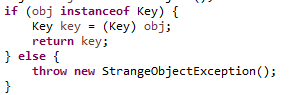 if (obj instanceof Key) {
    Key key = (Key) obj;
    return key;
} else {
    throw new StrangeObjectException();
}